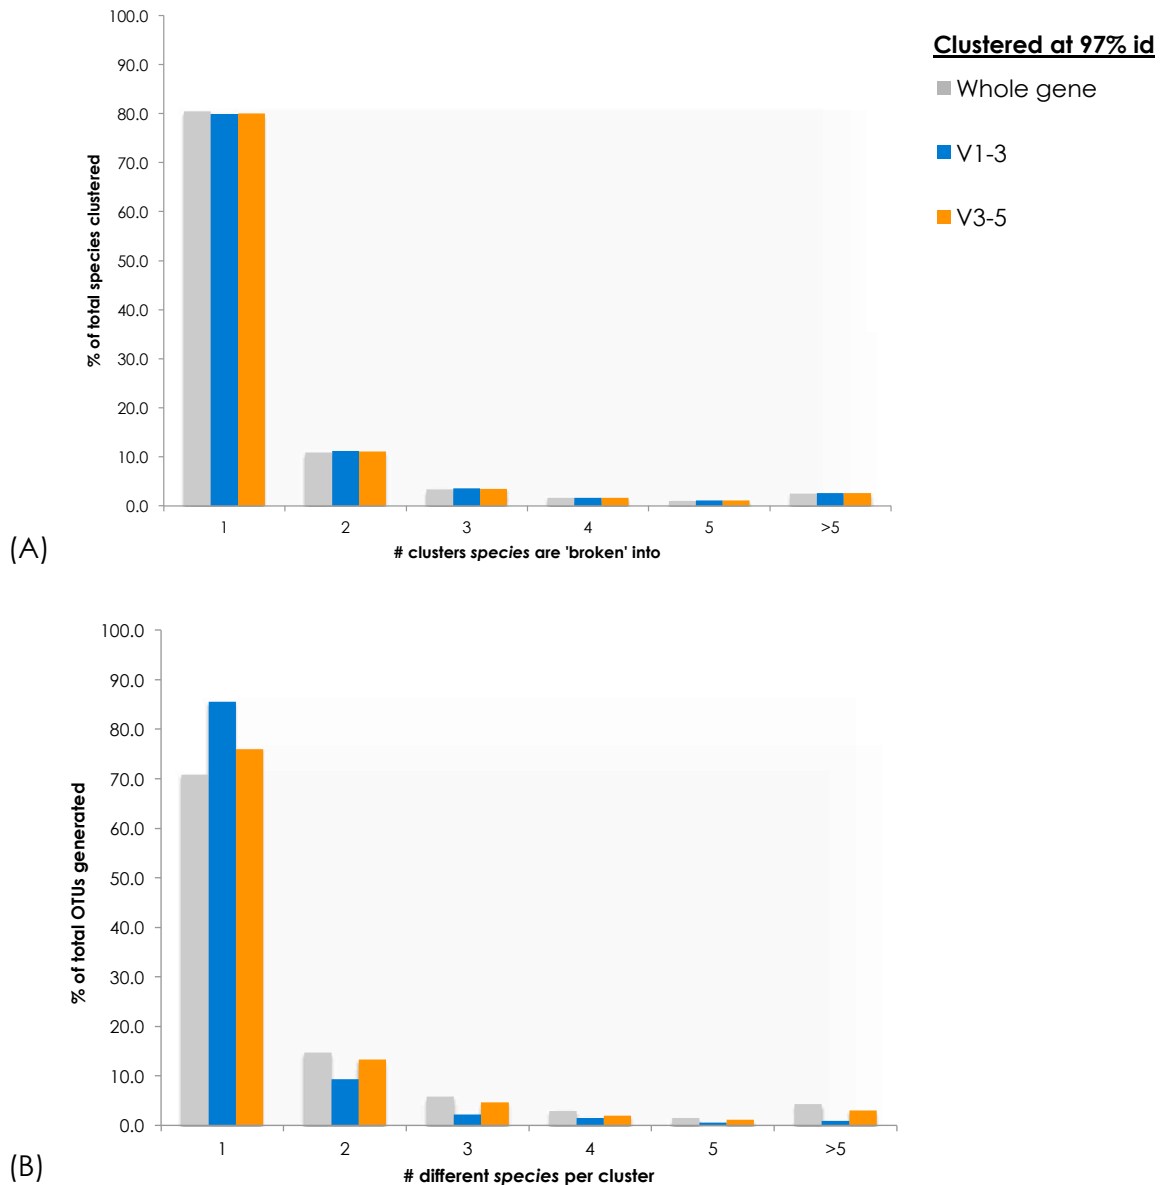 100.0
90.0
80.0
70.0
60.0
50.0
40.0
30.0
20.0
10.0
0.0
% of total species clustered
1 2 3 4 5 >5
# clusters species are 'broken' into
(A)
Clustered at 97% id
Whole gene
V1-3
V3-5
100.0
90.0
80.0
70.0
60.0
50.0
40.0
30.0
20.0
10.0
0.0
% of total OTUs generated
1 2 3 4 5 >5
# different species per cluster
(B)